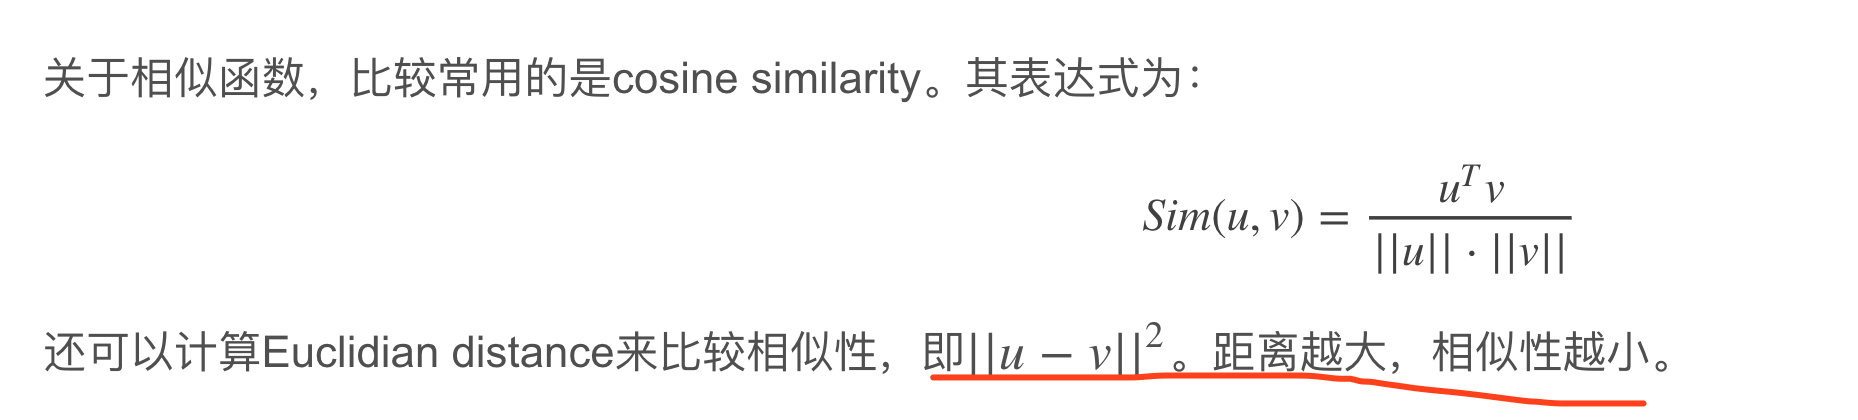 关于相似函数，比较常用的是cosine similarity。其表达式为：
Sim(u, v) = u^T v / ||u|| · ||v||
还可以计算Euclidian distance来比较相似性，即||u − v||²。距离越大，相似性越小。